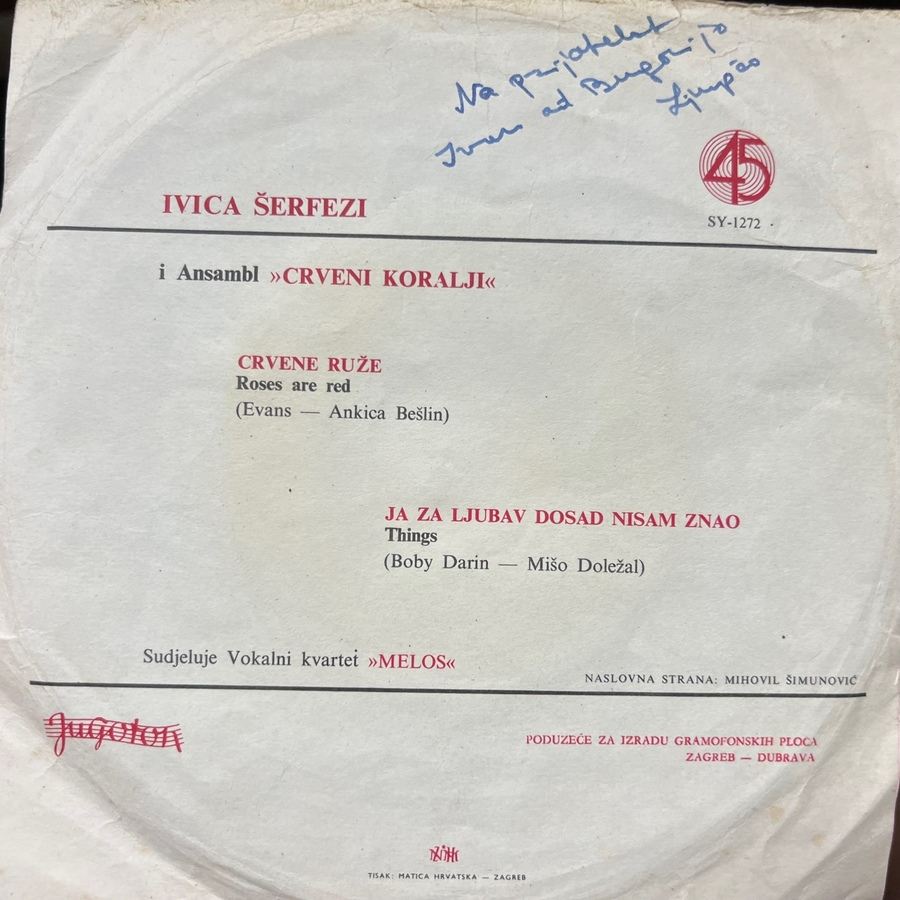 Na prijatelat
Ivan od Bugarija
Ljupčo
45
SY-1272
IVICA ŠERFEZI
i Ansambl »CRVENI KORALJI«
CRVENE RUŽE
Roses are red
(Evans — Ankica Bešlin)
JA ZA LJUBAV DOSAD NISAM ZNAO
Things
(Boby Darin — Mišo Doležal)
Sudjeluje Vokalni kvartet »MELOS«
NASLOVNA STRANA: MIHOVIL ŠIMUNOVIĆ
Jugoton
PODUZEĆE ZA IZRADU GRAMOFONSKIH PLOČA
ZAGREB — DUBRAVA
TISAK: MATICA HRVATSKA — ZAGREB